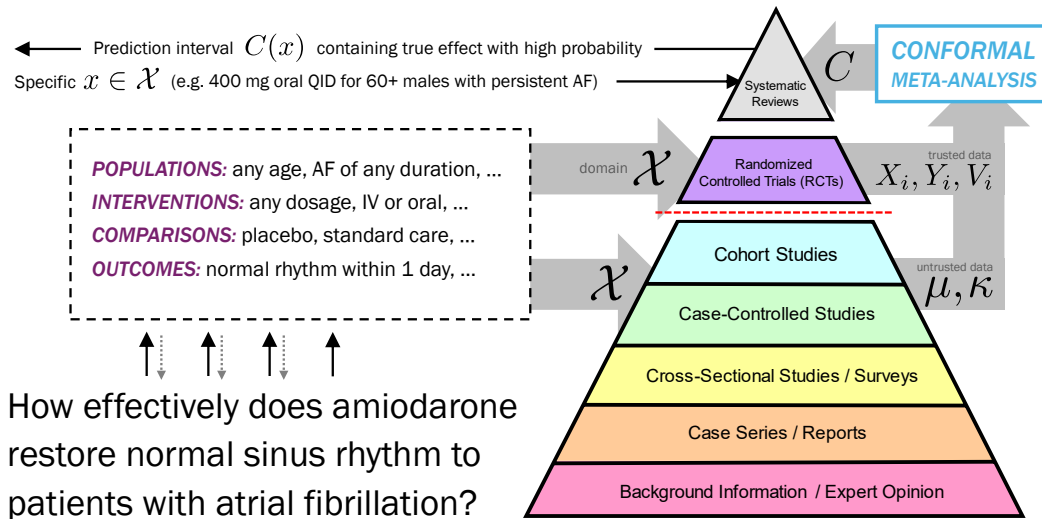 Prediction interval C(x) containing true effect with high probability
Specific x ∈ 𝒳 (e.g. 400 mg oral QID for 60+ males with persistent AF)
Systematic
Reviews
C
CONFORMAL
META-ANALYSIS
POPULATIONS: any age, AF of any duration, ...
INTERVENTIONS: any dosage, IV or oral, ...
COMPARISONS: placebo, standard care, ...
OUTCOMES: normal rhythm within 1 day, ...
domain 𝒳
Randomized
Controlled Trials (RCTs)
trusted data
X_i, Y_i, V_i
𝒳
Cohort Studies
untrusted data
μ, κ
Case-Controlled Studies
Cross-Sectional Studies / Surveys
Case Series / Reports
Background Information / Expert Opinion
How effectively does amiodarone
restore normal sinus rhythm to
patients with atrial fibrillation?